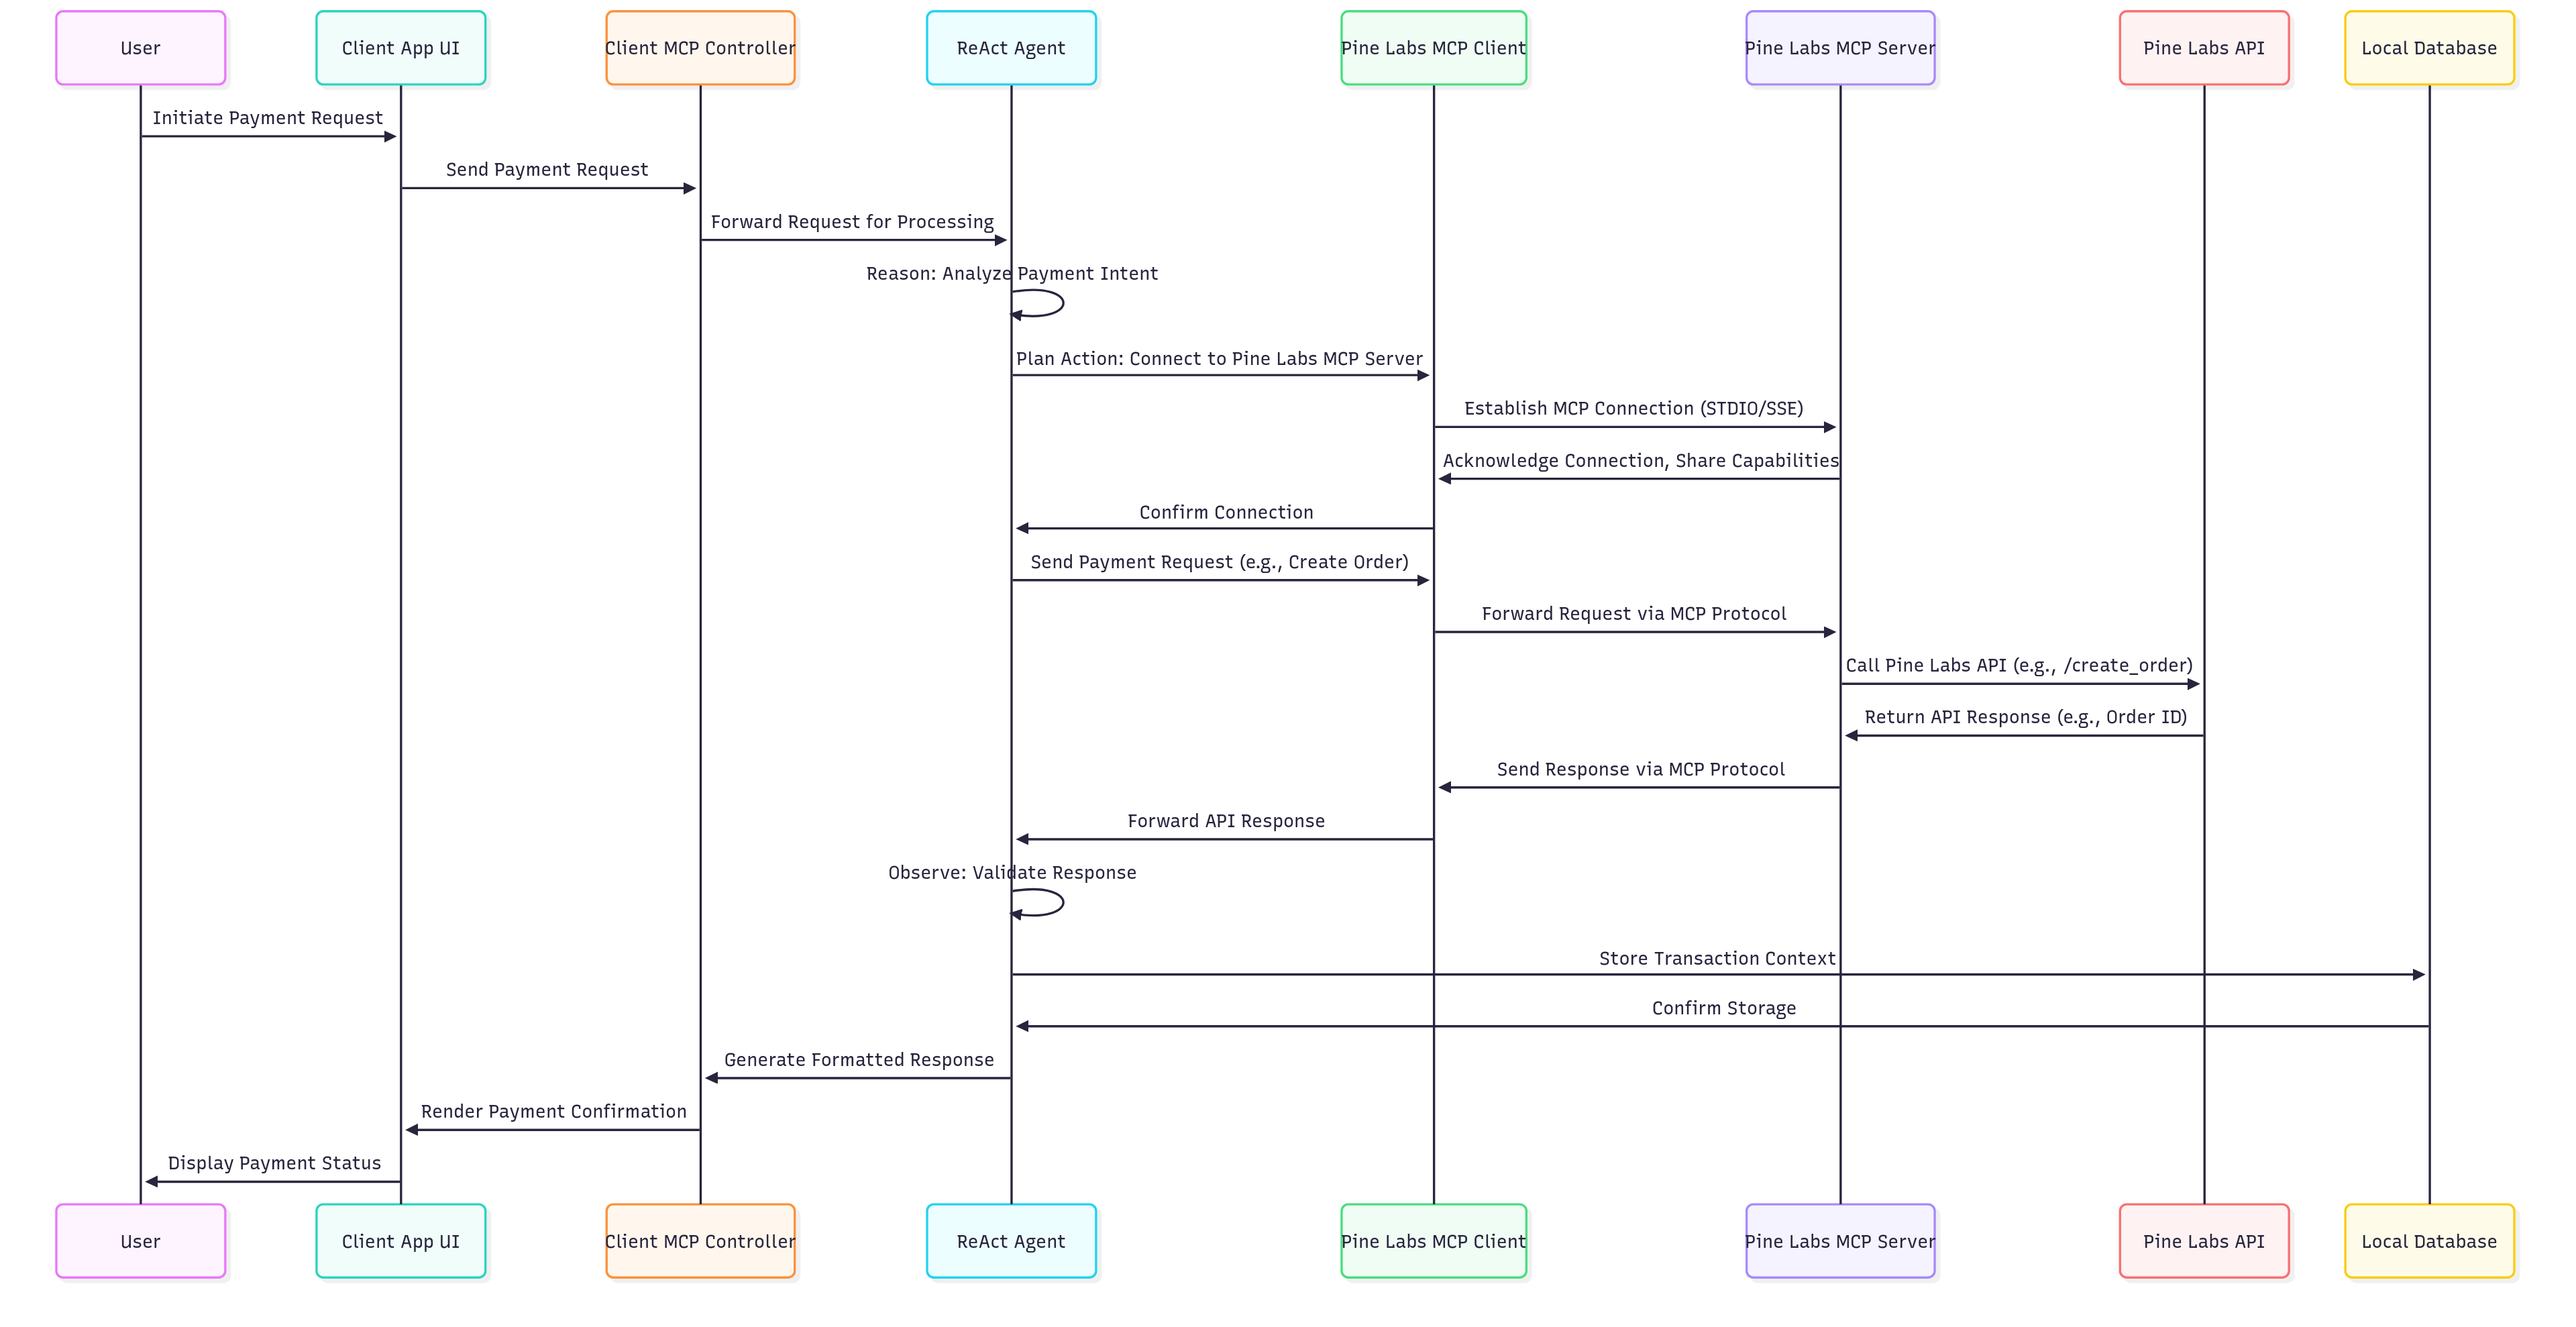 User
Client App UI
Client MCP Controller
ReAct Agent
Pine Labs MCP Client
Pine Labs MCP Server
Pine Labs API
Local Database
Initiate Payment Request
Send Payment Request
Forward Request for Processing
Reason: Analyze Payment Intent
Plan Action: Connect to Pine Labs MCP Server
Establish MCP Connection (STDIO/SSE)
Acknowledge Connection, Share Capabilities
Confirm Connection
Send Payment Request (e.g., Create Order)
Forward Request via MCP Protocol
Call Pine Labs API (e.g., /create_order)
Return API Response (e.g., Order ID)
Send Response via MCP Protocol
Forward API Response
Observe: Validate Response
Store Transaction Context
Confirm Storage
Generate Formatted Response
Render Payment Confirmation
Display Payment Status
User
Client App UI
Client MCP Controller
ReAct Agent
Pine Labs MCP Client
Pine Labs MCP Server
Pine Labs API
Local Database